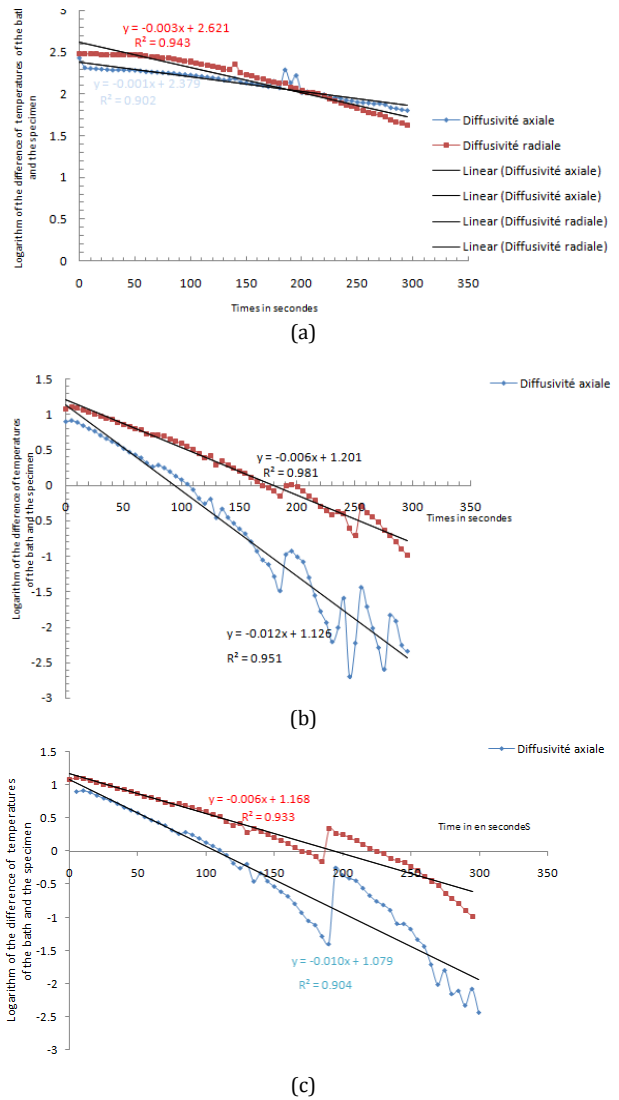 y = -0.003x + 2.621
R² = 0.943
y = -0.001x + 2.379
R² = 0.902
Logarithm of the difference of temperatures of the batl
and the specimen
3
2.5
2
1.5
1
0.5
0
0 50 100 150 200 250 300 350
Times in secondes
Diffusivité axiale
Diffusivité radiale
Linear (Diffusivité axiale)
Linear (Diffusivité axiale)
Linear (Diffusivité radiale)
Linear (Diffusivité radiale)
(a)
Logarithm of the difference of temperatures
of the bath and the specimen
1.5
1
0.5
0
-0.5
-1
-1.5
-2
-2.5
-3
0 50 100 150 200 250 300 350
Times in secondes
Diffusivité axiale
y = -0.006x + 1.201
R² = 0.981
y = -0.012x + 1.126
R² = 0.951
(b)
Logarithm of the difference of temperatures
of the bath and the specimen
1.5
1
0.5
0
-0.5
-1
-1.5
-2
-2.5
-3
0 50 100 150 200 250 300 350
Time in en secondeS
Diffusivité axiale
y = -0.006x + 1.168
R² = 0.933
y = -0.010x + 1.079
R² = 0.904
(c)